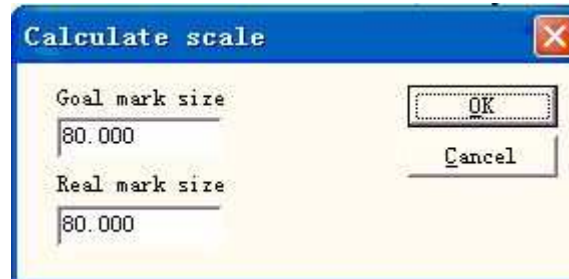 Calculate scale
Goal mark size
80.000
OK
Cancel
Real mark size
80.000